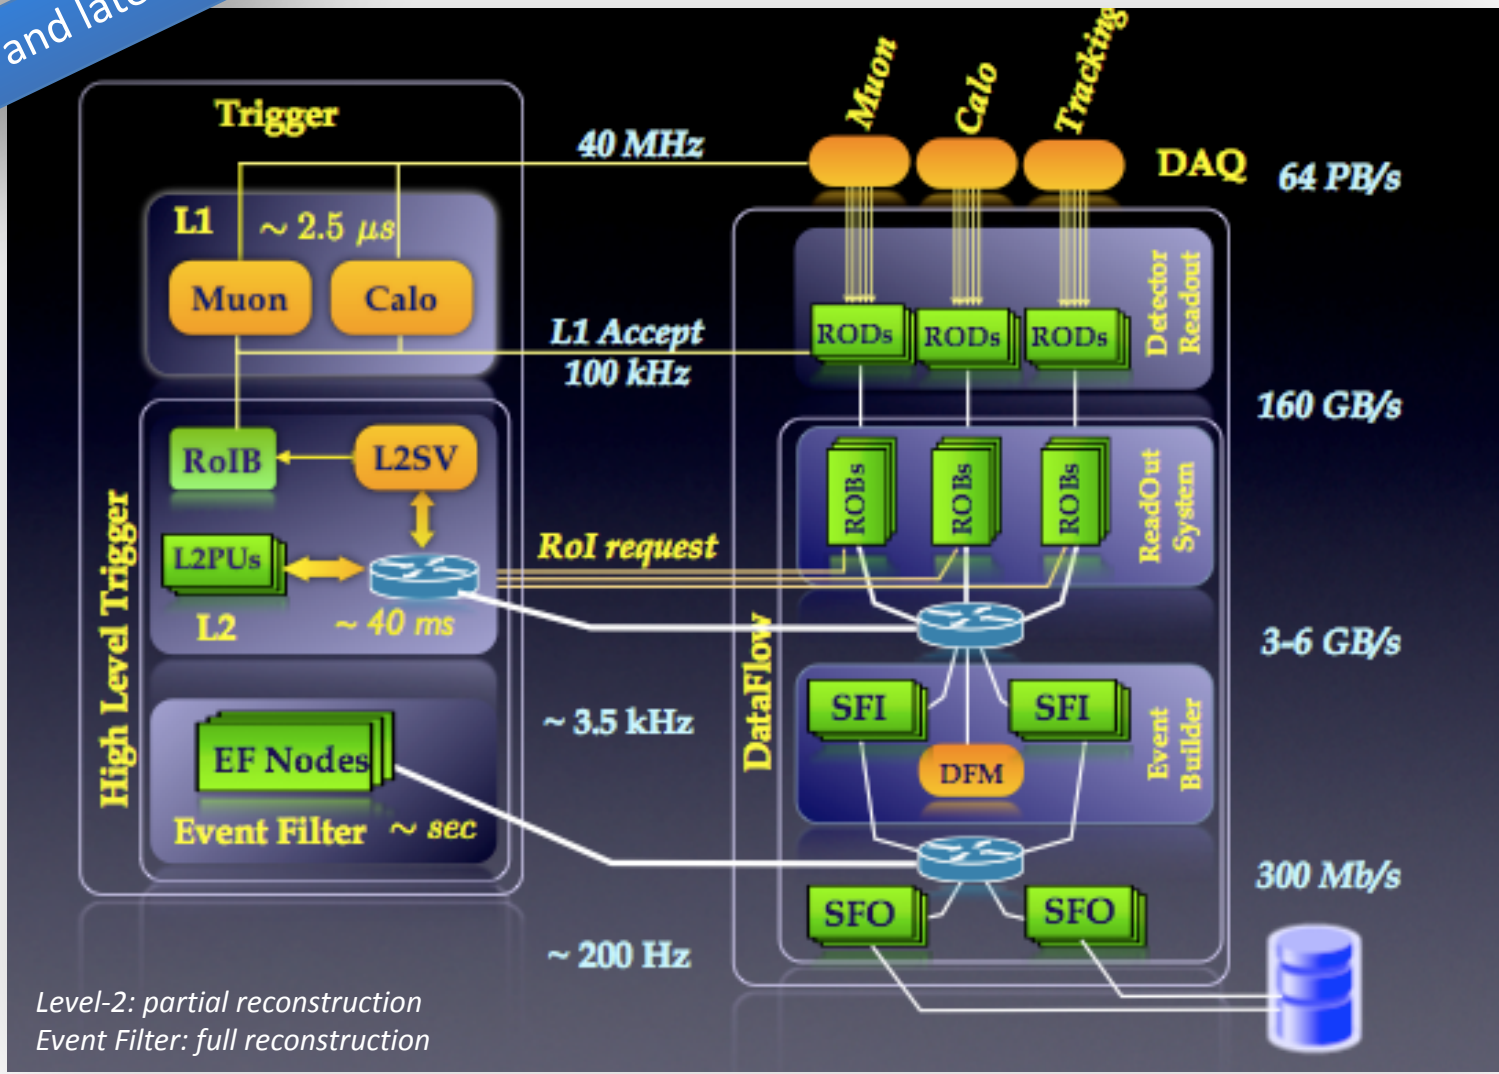 and late
Trigger
40 MHz
Muon
Calo
Tracking
DAQ
64 PB/s
L1
~ 2.5 μs
Muon
Calo
L1 Accept
100 kHz
RODs
RODs
RODs
Detector
Readout
160 GB/s
High Level Trigger
RoIB
L2SV
L2PUs
L2
~ 40 ms
RoI request
ROBs
ROBs
ROBs
ReadOut
System
3-6 GB/s
DataFlow
~ 3.5 kHz
SFI
SFI
DFM
Event
Builder
EF Nodes
Event Filter
~ sec
300 Mb/s
SFO
SFO
~ 200 Hz
Level-2: partial reconstruction
Event Filter: full reconstruction